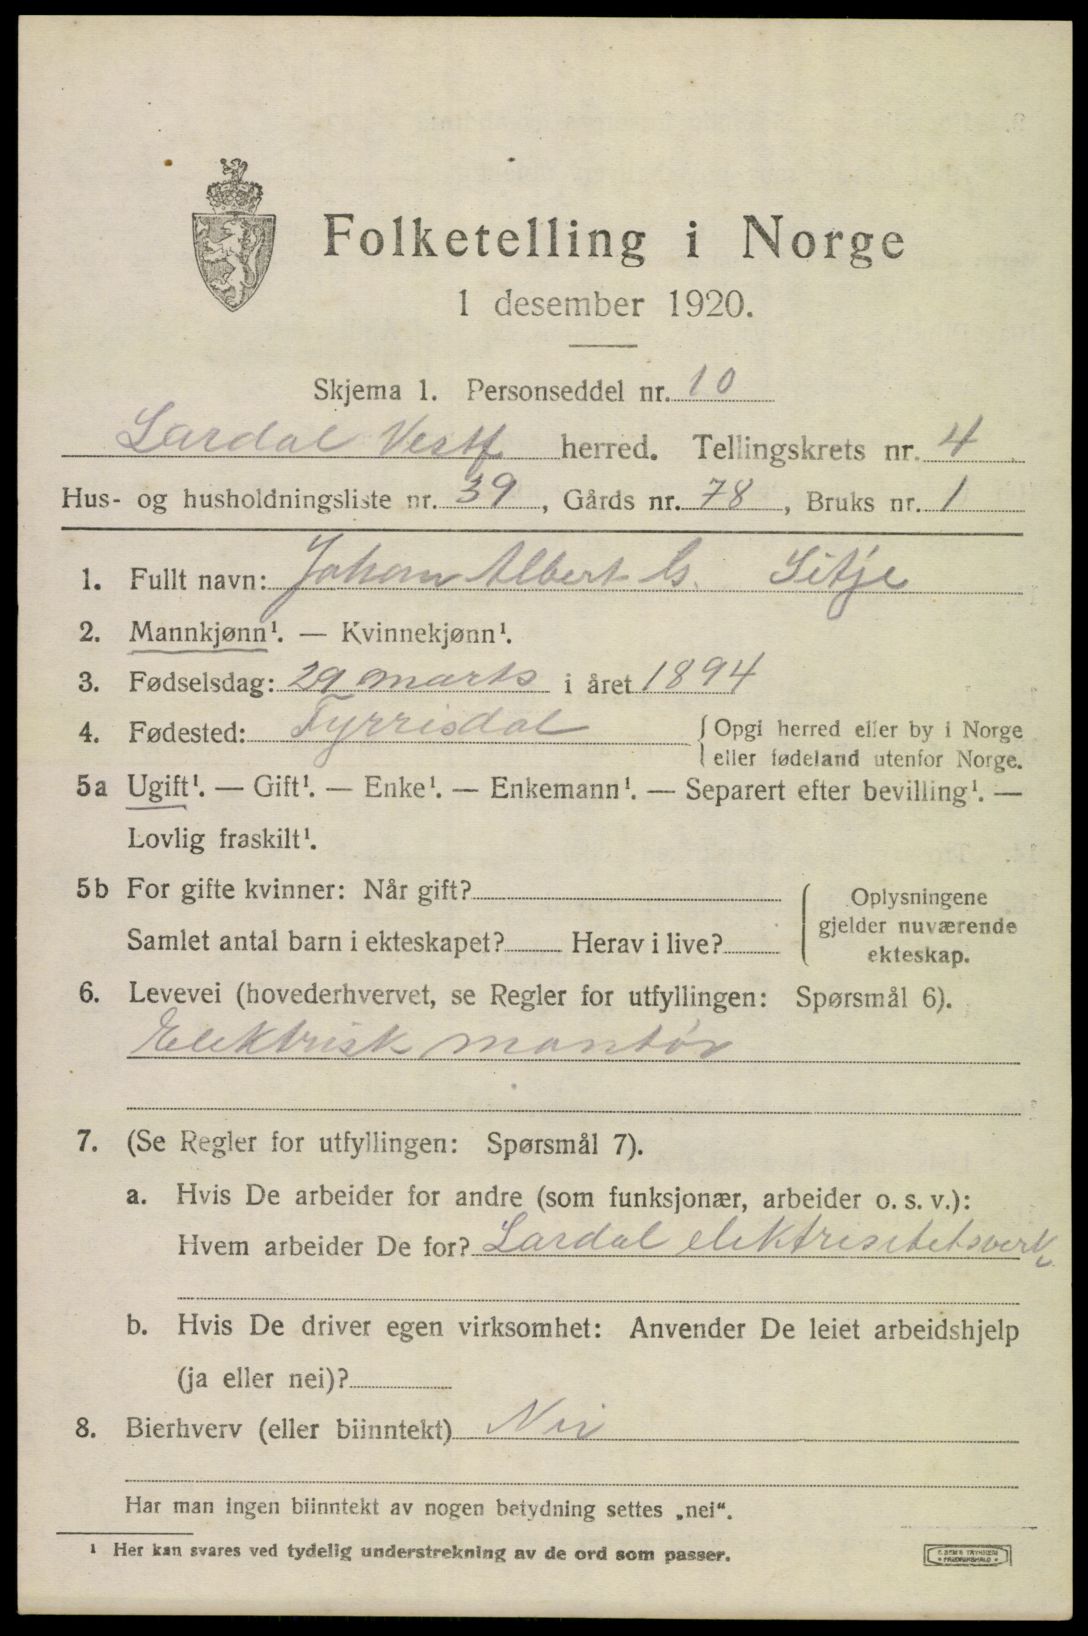 Folketelling i Norge
1 desember 1920.
Skjema 1. Personseddel nr. 10
Lardal Vestf herred. Tellingskrets nr. 4
Hus- og husholdningsliste nr. 39, Gårds nr. 78, Bruks nr. 1
1. Fullt navn: Johan Albert G. Sitje
2. Mannkjønn¹. — Kvinnekjønn¹.
3. Fødselsdag: 29 marts i året 1894
4. Fødested: Fyrrisdal { Opgi herred eller by i Norge
eller fødeland utenfor Norge.
5a Ugift¹. — Gift¹. — Enke¹. — Enkemann¹. — Separert efter bevilling¹. —
Lovlig fraskilt¹.
5b For gifte kvinner: Når gift?
Samlet antal barn i ekteskapet? Herav i live?
{ Oplysningene
gjelder nuværende
ekteskap.
6. Levevei (hovederhvervet, se Regler for utfyllingen: Spørsmål 6).
Elektrisk montør
7. (Se Regler for utfyllingen: Spørsmål 7).
a. Hvis De arbeider for andre (som funksjonær, arbeider o. s. v.):
Hvem arbeider De for? Lardal elektrisitetsverk
b. Hvis De driver egen virksomhet: Anvender De leiet arbeidshjelp
(ja eller nei)?
8. Bierhverv (eller biinntekt) Nei
Har man ingen biinntekt av nogen betydning settes „nei“.
¹ Her kan svares ved tydelig understrekning av de ord som passer.